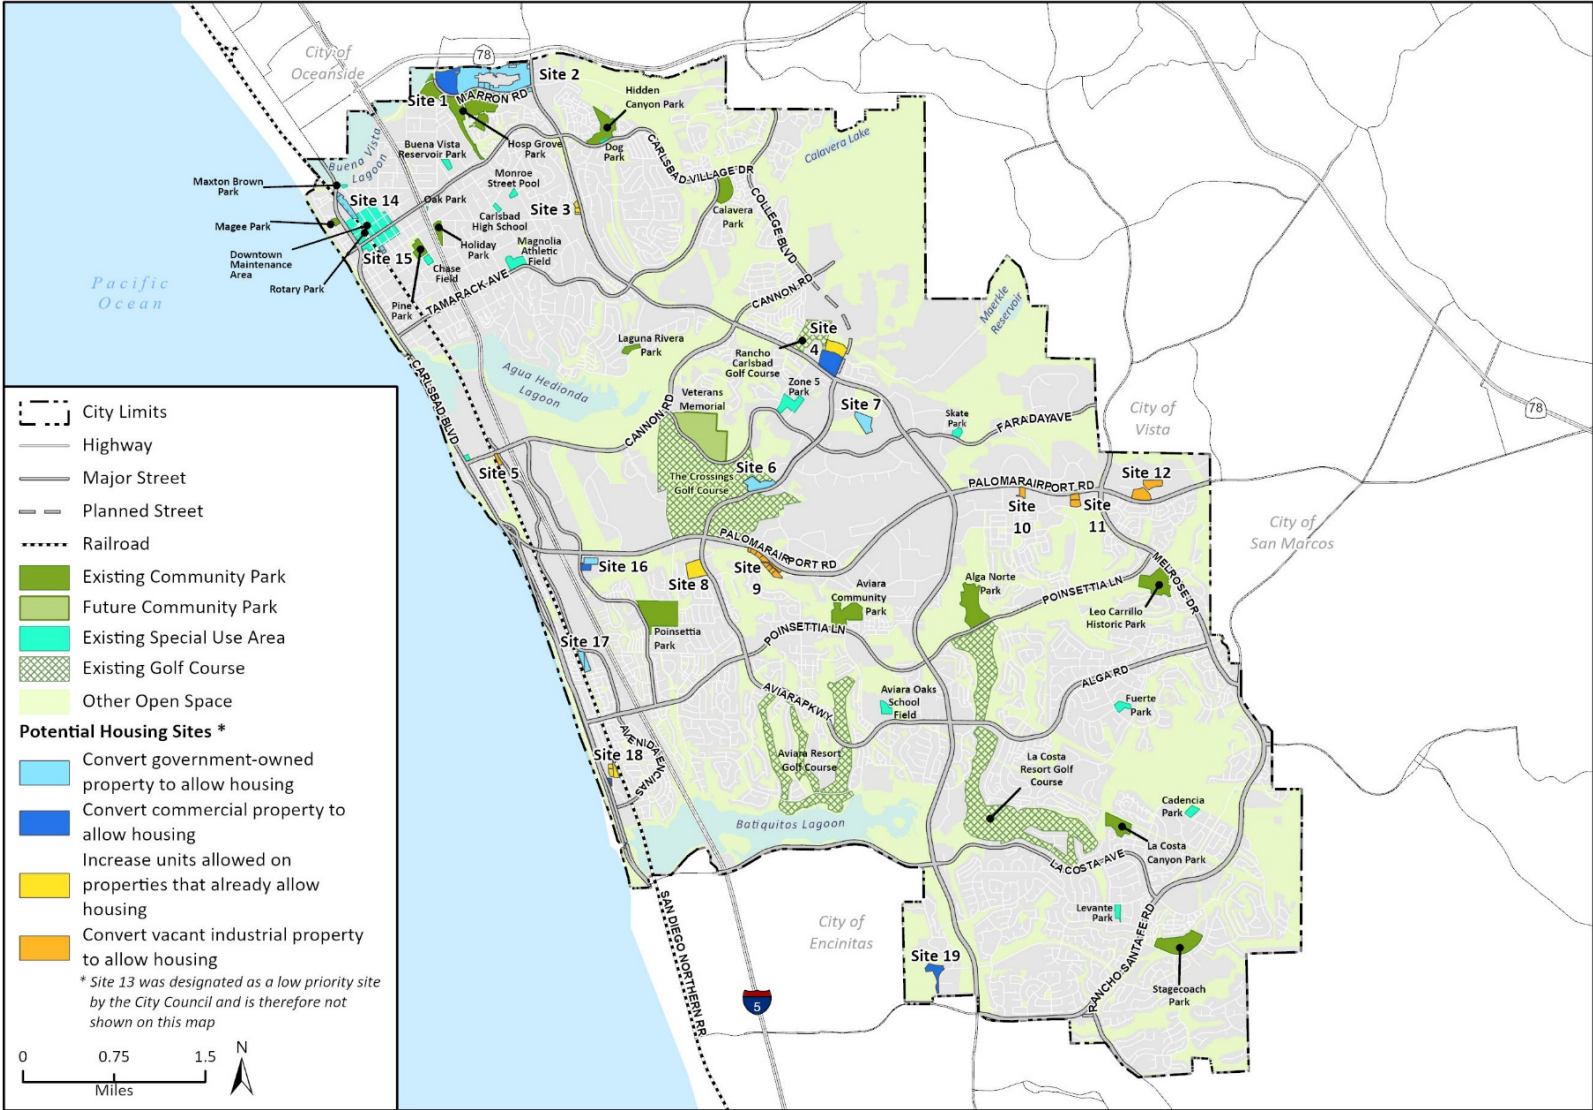 City of
Oceanside
78
Site 2
Site 1
MARRON RD
Hidden
Canyon Park
Buena Vista
Lagoon
Buena Vista
Reservoir Park
Hosp Grove
Park
Dog
Park
CARLSBAD VILLAGE DR
Calavera Lake
Maxton Brown
Park
Site 14
Monroe
Street Pool
Oak Park
Site 3
Carlsbad
High School
Calavera
Park
COLLEGE BLVD
Magee Park
Downtown
Maintenance
Area
Site 15
Holiday
Park
Magnolia
Athletic
Field
Rotary Park
Chase
Field
Pine
Park
TAMARACK AVE
Pacific
Ocean
CANNON RD
Maerkle
Reservoir
Laguna Rivera
Park
Site
4
Rancho
Carlsbad
Golf Course
Agua Hedionda
Lagoon
CARLSBAD BLVD
Zone 5
Park
Veterans
Memorial
CANNON RD
Site 7
Skate
Park
FARADAY AVE
City of
Vista
78
Site 5
Site 6
The Crossings
Golf Course
PALOMAR AIRPORT RD
Site 12
Site
10
Site
11
City of
San Marcos
PALOMAR AIRPORT RD
Site 16
Site 8
Site
9
Aviara
Community
Park
Alga Norte
Park
POINSETTIA LN
MELROSE DR
Leo Carrillo
Historic Park
Poinsettia
Park
POINSETTIA LN
Site 17
ALGA RD
AVIARA PKWY
Aviara Oaks
School
Field
Fuerte
Park
AVENIDA ENCINAS
Site 18
Aviara Resort
Golf Course
La Costa
Resort Golf
Course
Cadencia
Park
Batiquitos Lagoon
La Costa
Canyon Park
LA COSTA AVE
SAN DIEGO NORTHERN RR
City of
Encinitas
Levante
Park
RANCHO SANTA FE RD
Site 19
Stagecoach
Park
5
City Limits
Highway
Major Street
Planned Street
Railroad
Existing Community Park
Future Community Park
Existing Special Use Area
Existing Golf Course
Other Open Space
Potential Housing Sites *
Convert government-owned
property to allow housing
Convert commercial property to
allow housing
Increase units allowed on
properties that already allow
housing
Convert vacant industrial property
to allow housing
* Site 13 was designated as a low priority site
by the City Council and is therefore not
shown on this map
0 0.75 1.5
Miles
N